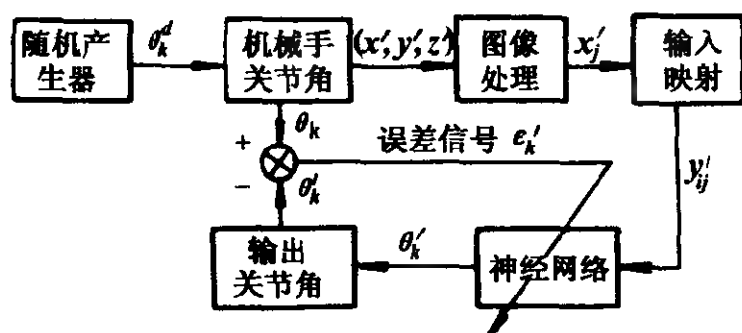 随机产生器
θ_k^d
机械手关节角
(x′, y′, z′)
图像处理
x_j′
输入映射
θ_k
+
误差信号 ε_k′
−
θ_k′
y_ij′
输出关节角
θ_k′
神经网络